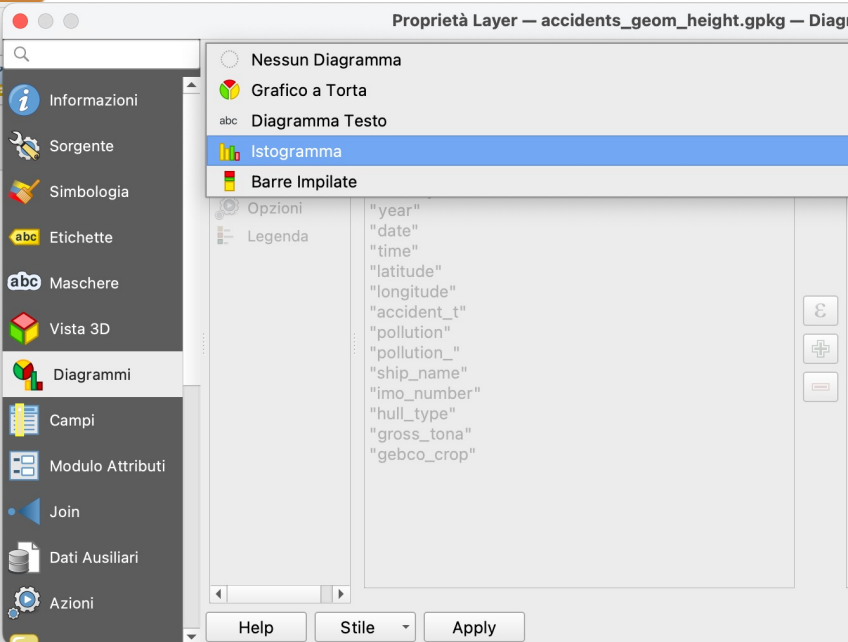 Proprietà Layer — accidents_geom_height.gpkg — Diagr
Informazioni
Sorgente
Simbologia
abc Etichette
abc Maschere
Vista 3D
Diagrammi
Campi
Modulo Attributi
Join
Dati Ausiliari
Azioni
Nessun Diagramma
Grafico a Torta
abc Diagramma Testo
Istogramma
Barre Impilate
Opzioni
Legenda
"year"
"date"
"time"
"latitude"
"longitude"
"accident_t"
"pollution"
"pollution_"
"ship_name"
"imo_number"
"hull_type"
"gross_tona"
"gebco_crop"
ε
Help
Stile
Apply